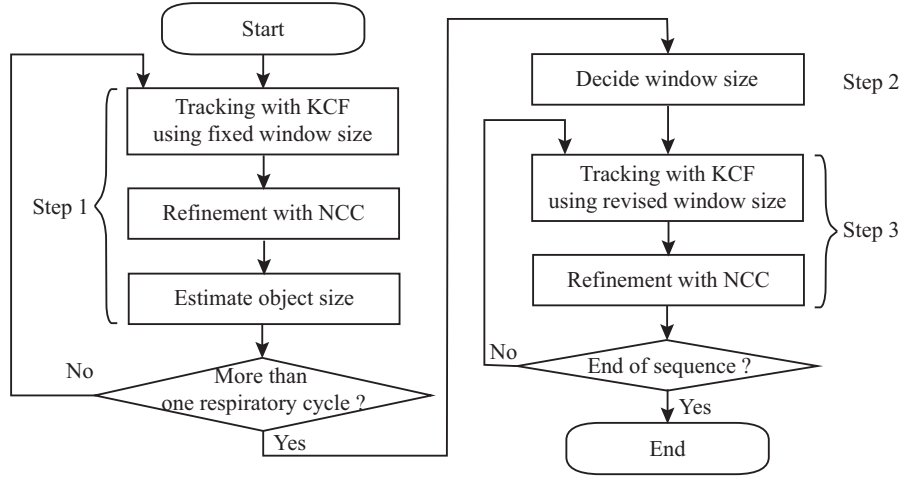 Start
Tracking with KCF
using fixed window size
Step 1
Refinement with NCC
Estimate object size
No
More than
one respiratory cycle ?
Yes
Decide window size
Step 2
Tracking with KCF
using revised window size
Step 3
Refinement with NCC
No
End of sequence ?
Yes
End